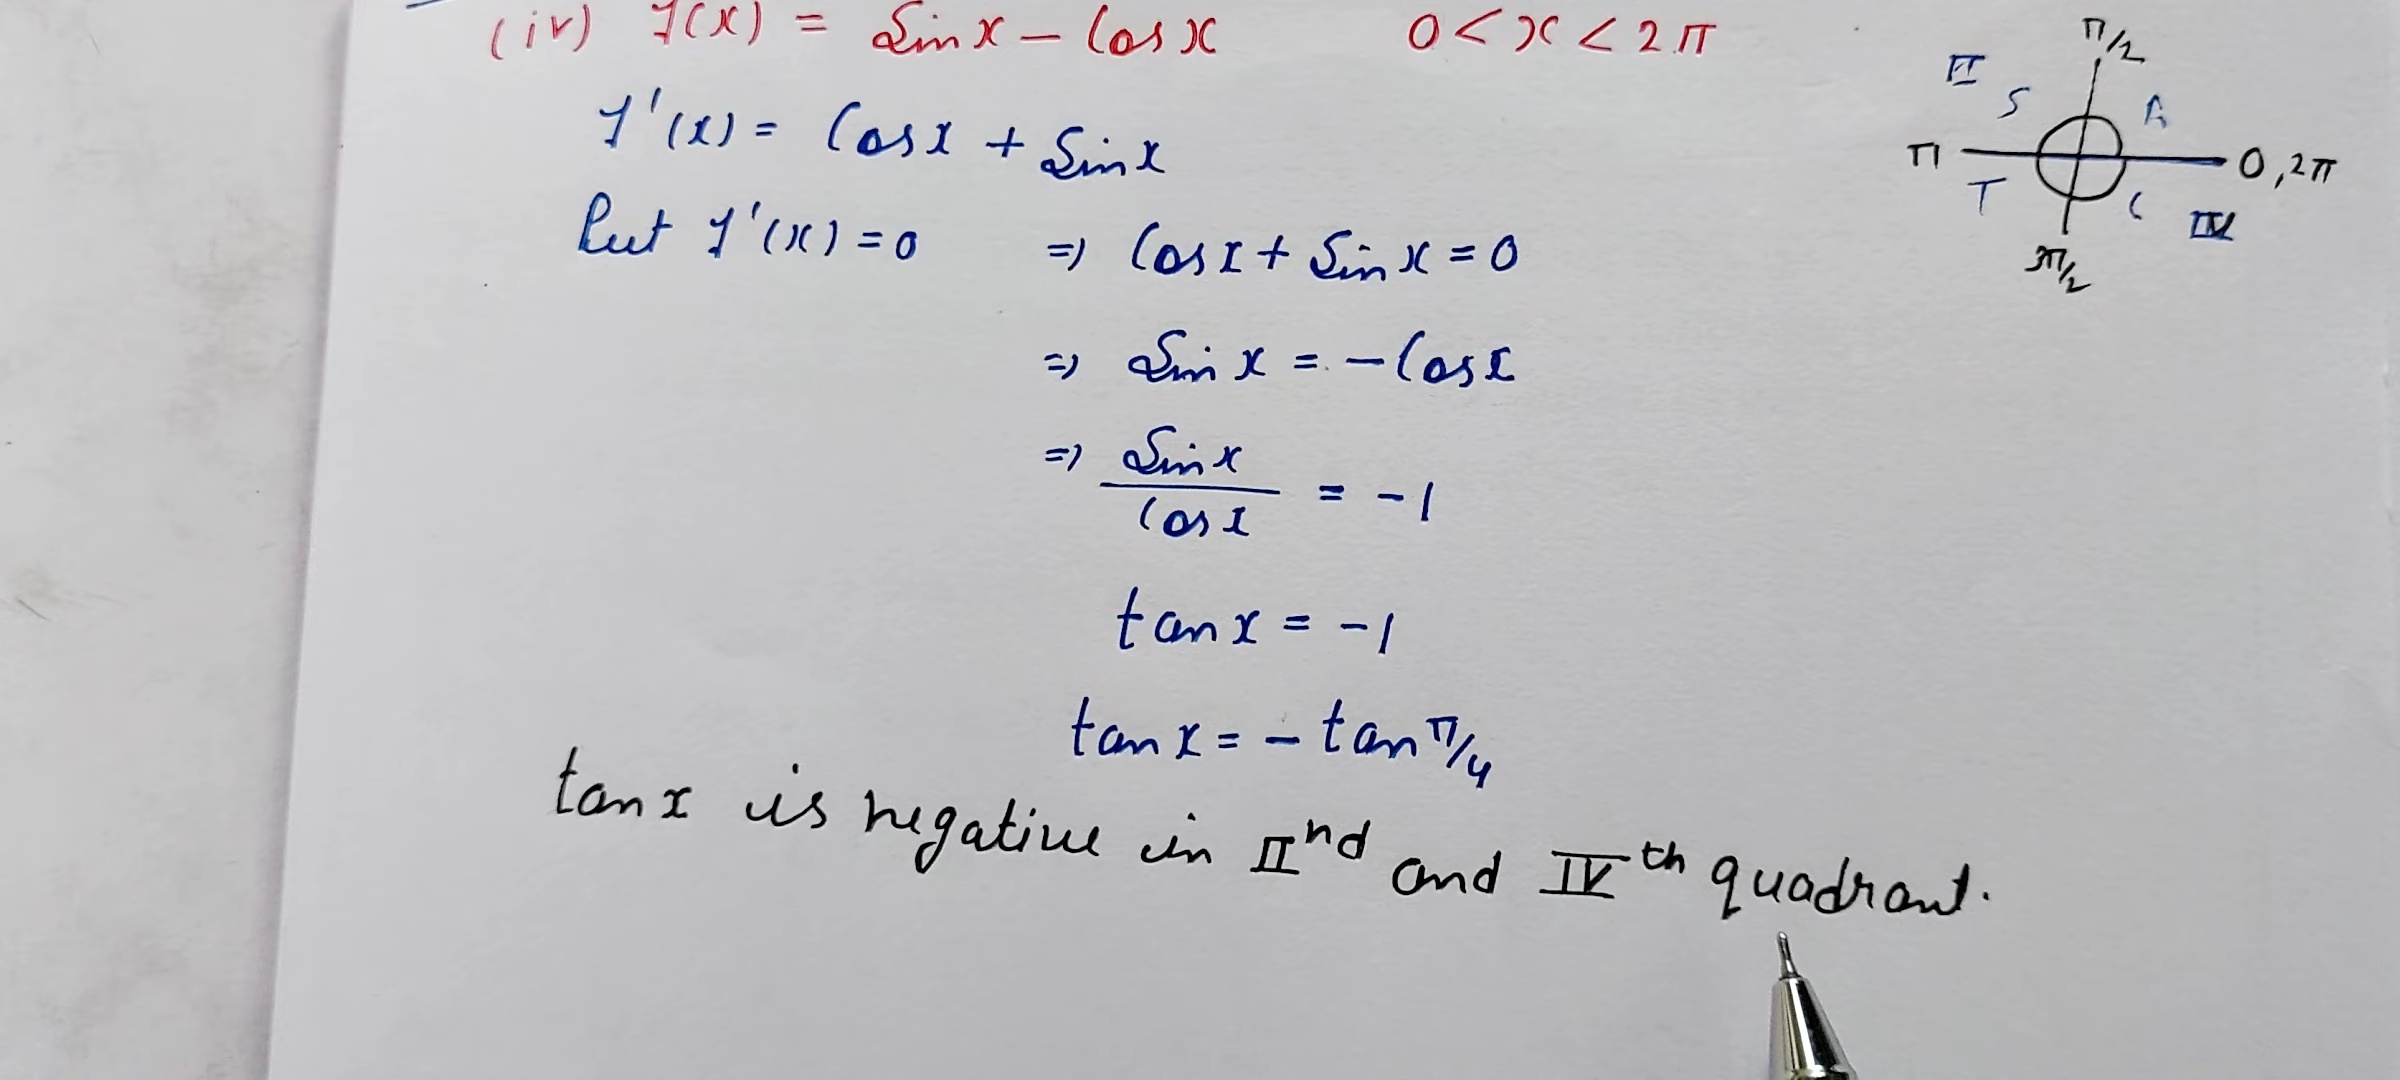 (iv) f(x) = Sin x − Cos x 0 < x < 2π
f'(x) = Cos x + Sin x
Put f'(x) = 0 ⇒ Cos x + Sin x = 0
⇒ Sin x = − Cos x
⇒ Sin x / Cos x = −1
tan x = −1
tan x = − tan π/4
tan x is negative in IInd and IVth quadrant.
π/2
II S A
π 0, 2π
T C IV
3π/2